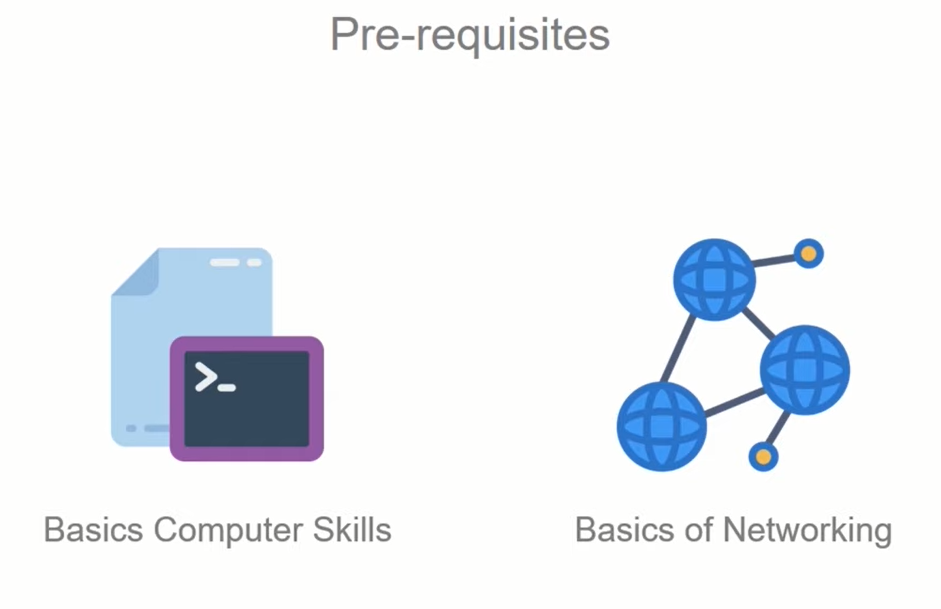 Pre-requisites
>_
Basics Computer Skills
Basics of Networking